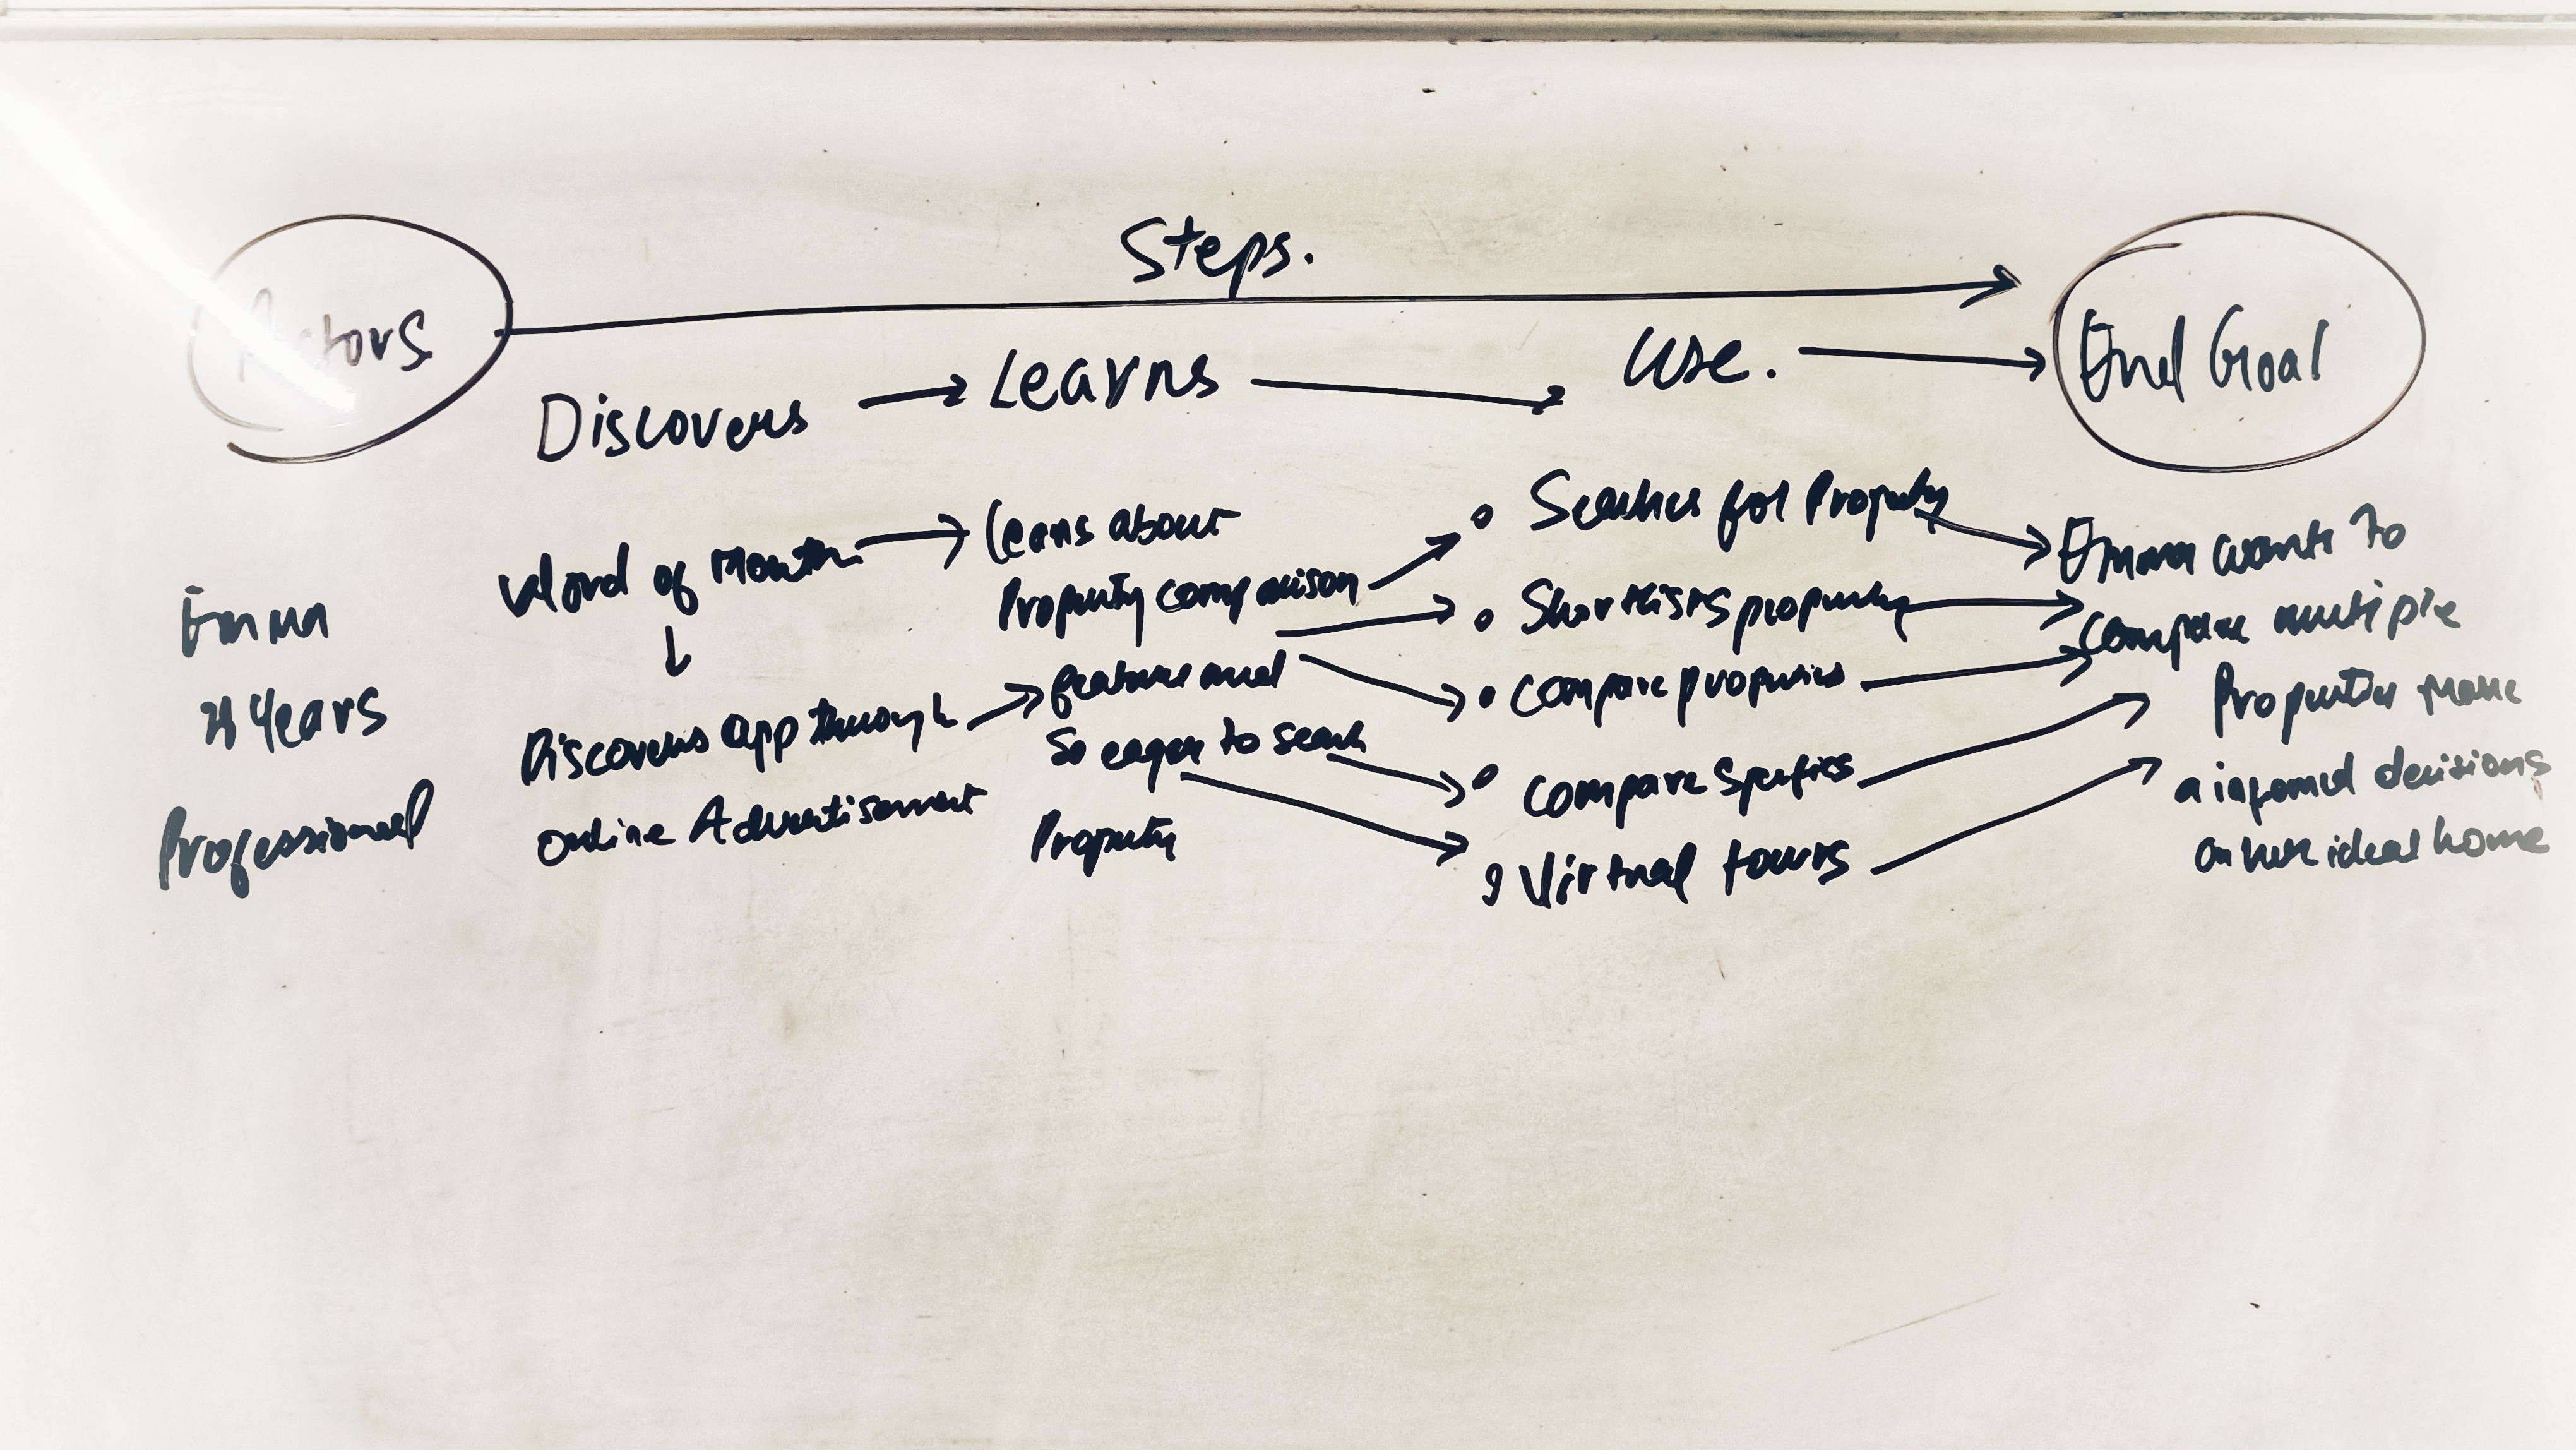 Steps.
Actors
Discovers
Learns
Use.
End Goal
Emma
Years
Professional
Word of Mouth
Discovers app through
online Advertisement
learns about
Property comparison
feature and
So eager to search
Property
Searches for Property
Shortlists property
Compare properties
Compare Specifics
Virtual tours
Emma wants to
Compare multiple
Properties make
a informed decisions
on her ideal home